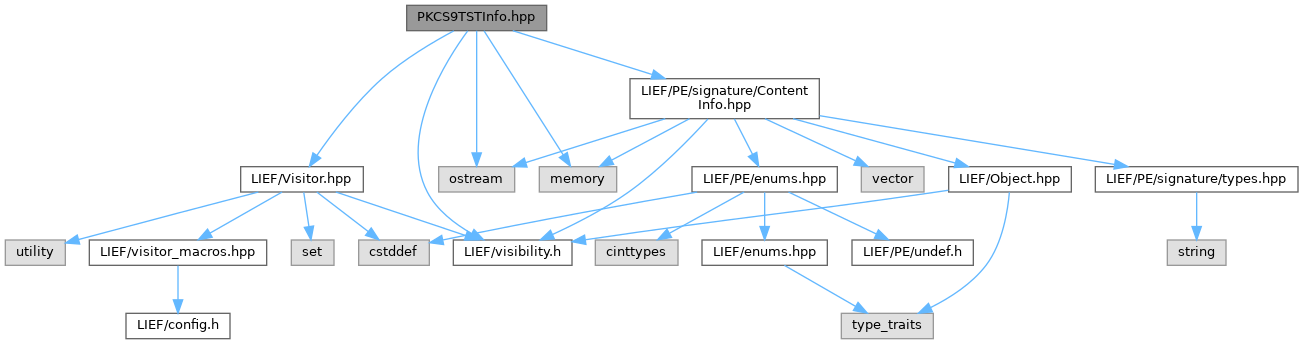 PKCS9TSTInfo.hpp
LIEF/PE/signature/Content
Info.hpp
LIEF/Visitor.hpp
ostream
memory
LIEF/PE/enums.hpp
vector
LIEF/Object.hpp
LIEF/PE/signature/types.hpp
utility
LIEF/visitor_macros.hpp
set
cstddef
LIEF/visibility.h
cinttypes
LIEF/enums.hpp
LIEF/PE/undef.h
string
LIEF/config.h
type_traits